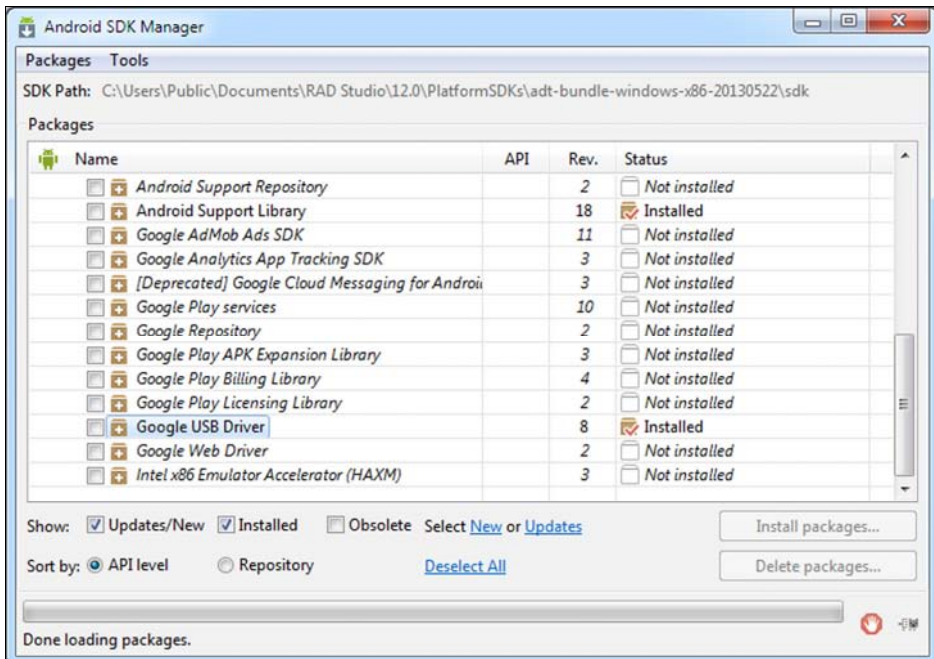 Android SDK Manager
Packages Tools
SDK Path: C:\Users\Public\Documents\RAD Studio\12.0\PlatformSDKs\adt-bundle-windows-x86-20130522\sdk
Packages
Name API Rev. Status
Android Support Repository 2 Not installed
Android Support Library 18 Installed
Google AdMob Ads SDK 11 Not installed
Google Analytics App Tracking SDK 3 Not installed
[Deprecated] Google Cloud Messaging for Androi 3 Not installed
Google Play services 10 Not installed
Google Repository 2 Not installed
Google Play APK Expansion Library 3 Not installed
Google Play Billing Library 4 Not installed
Google Play Licensing Library 2 Not installed
Google USB Driver 8 Installed
Google Web Driver 2 Not installed
Intel x86 Emulator Accelerator (HAXM) 3 Not installed
Show: Updates/New Installed Obsolete Select New or Updates Install packages...
Sort by: API level Repository Deselect All Delete packages...
Done loading packages.